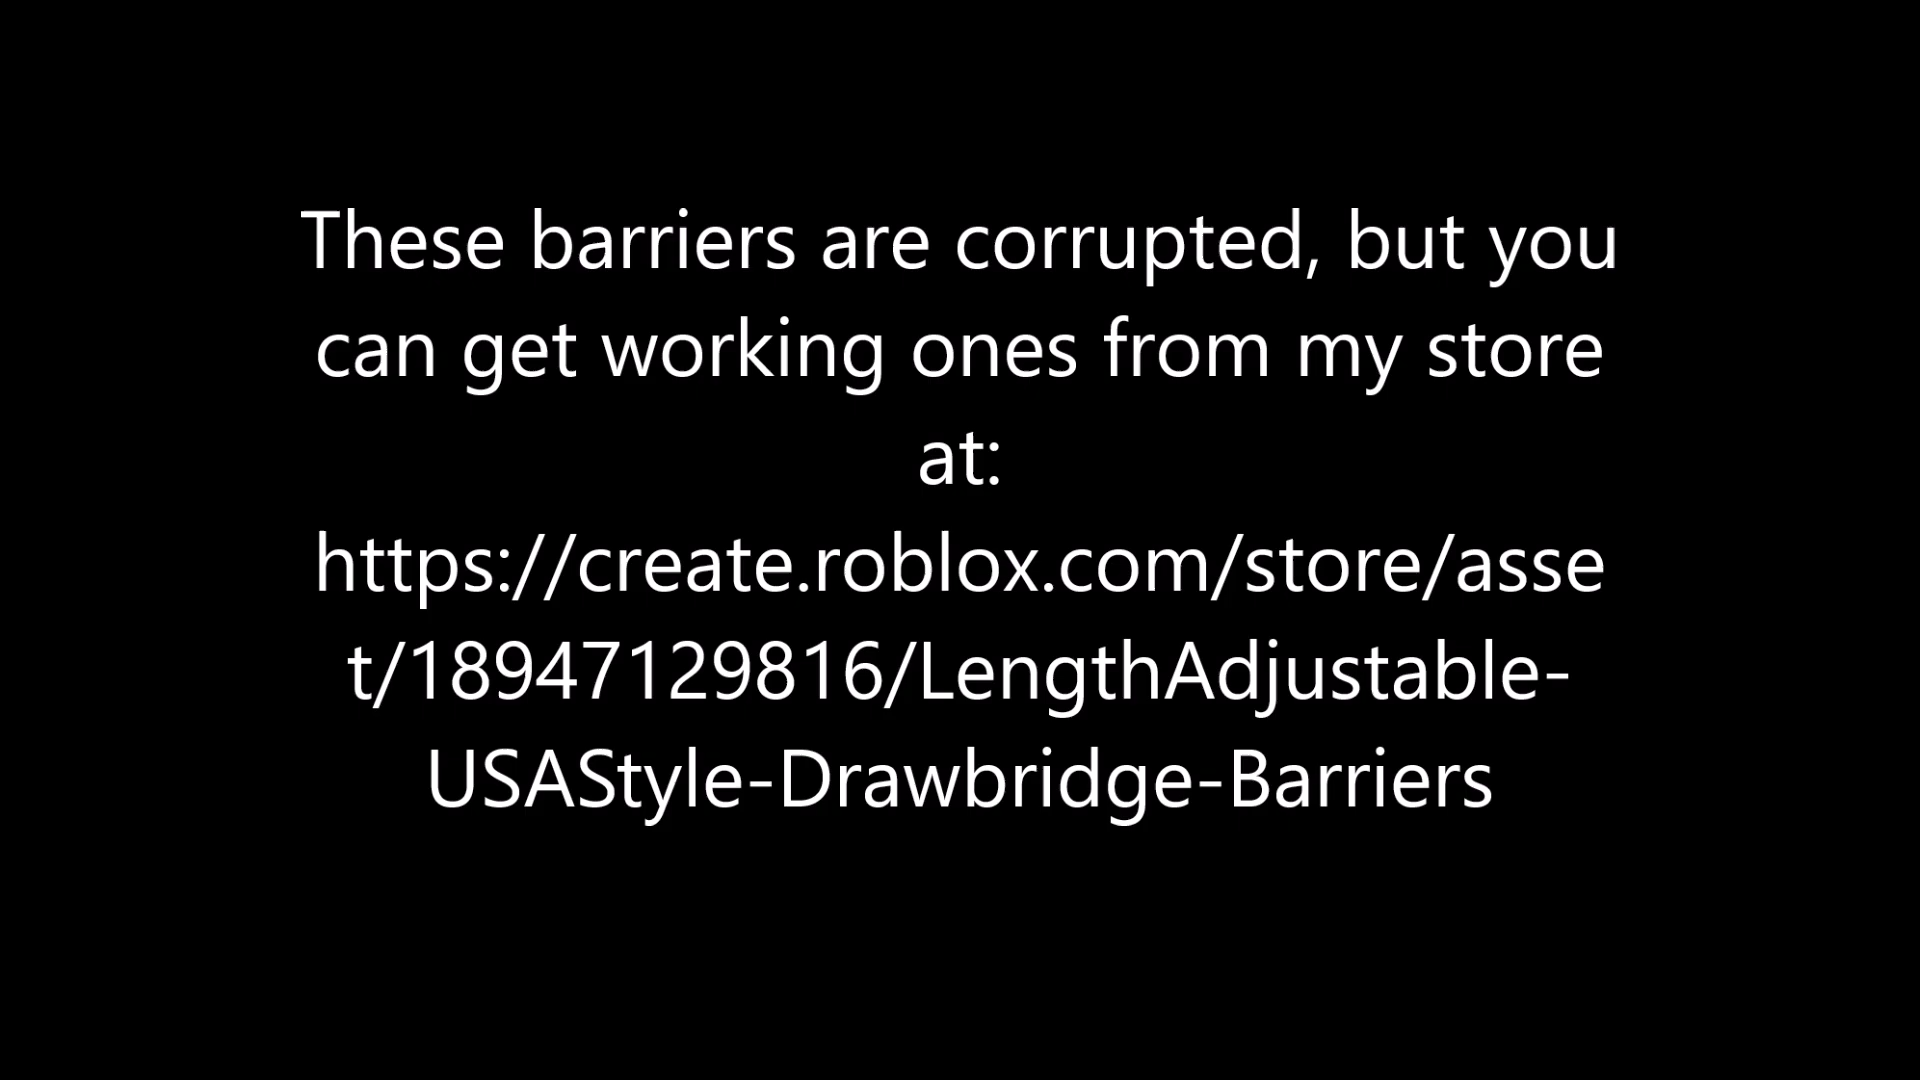 These barriers are corrupted, but you
can get working ones from my store
at:
https://create.roblox.com/store/asse
t/18947129816/LengthAdjustable-
USAStyle-Drawbridge-Barriers